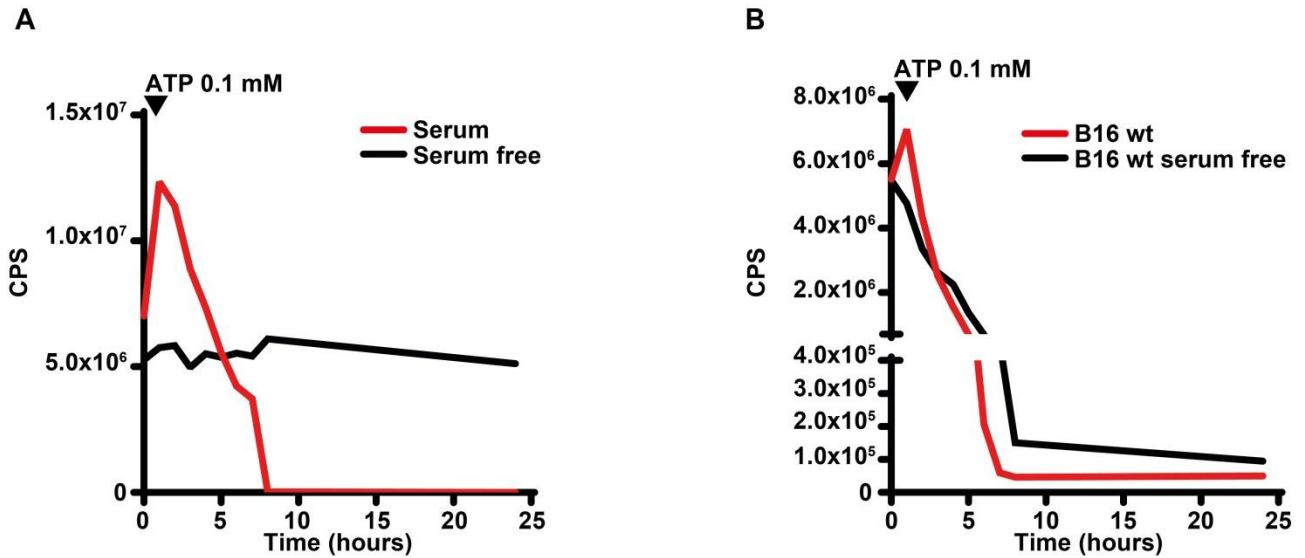 A
ATP 0.1 mM
1.5x10⁷
1.0x10⁷
5.0x10⁶
0
CPS
Serum
Serum free
0 5 10 15 20 25
Time (hours)
B
ATP 0.1 mM
8.0x10⁶
6.0x10⁶
4.0x10⁶
2.0x10⁶
4.0x10⁵
3.0x10⁵
2.0x10⁵
1.0x10⁵
0
CPS
B16 wt
B16 wt serum free
0 5 10 15 20 25
Time (hours)